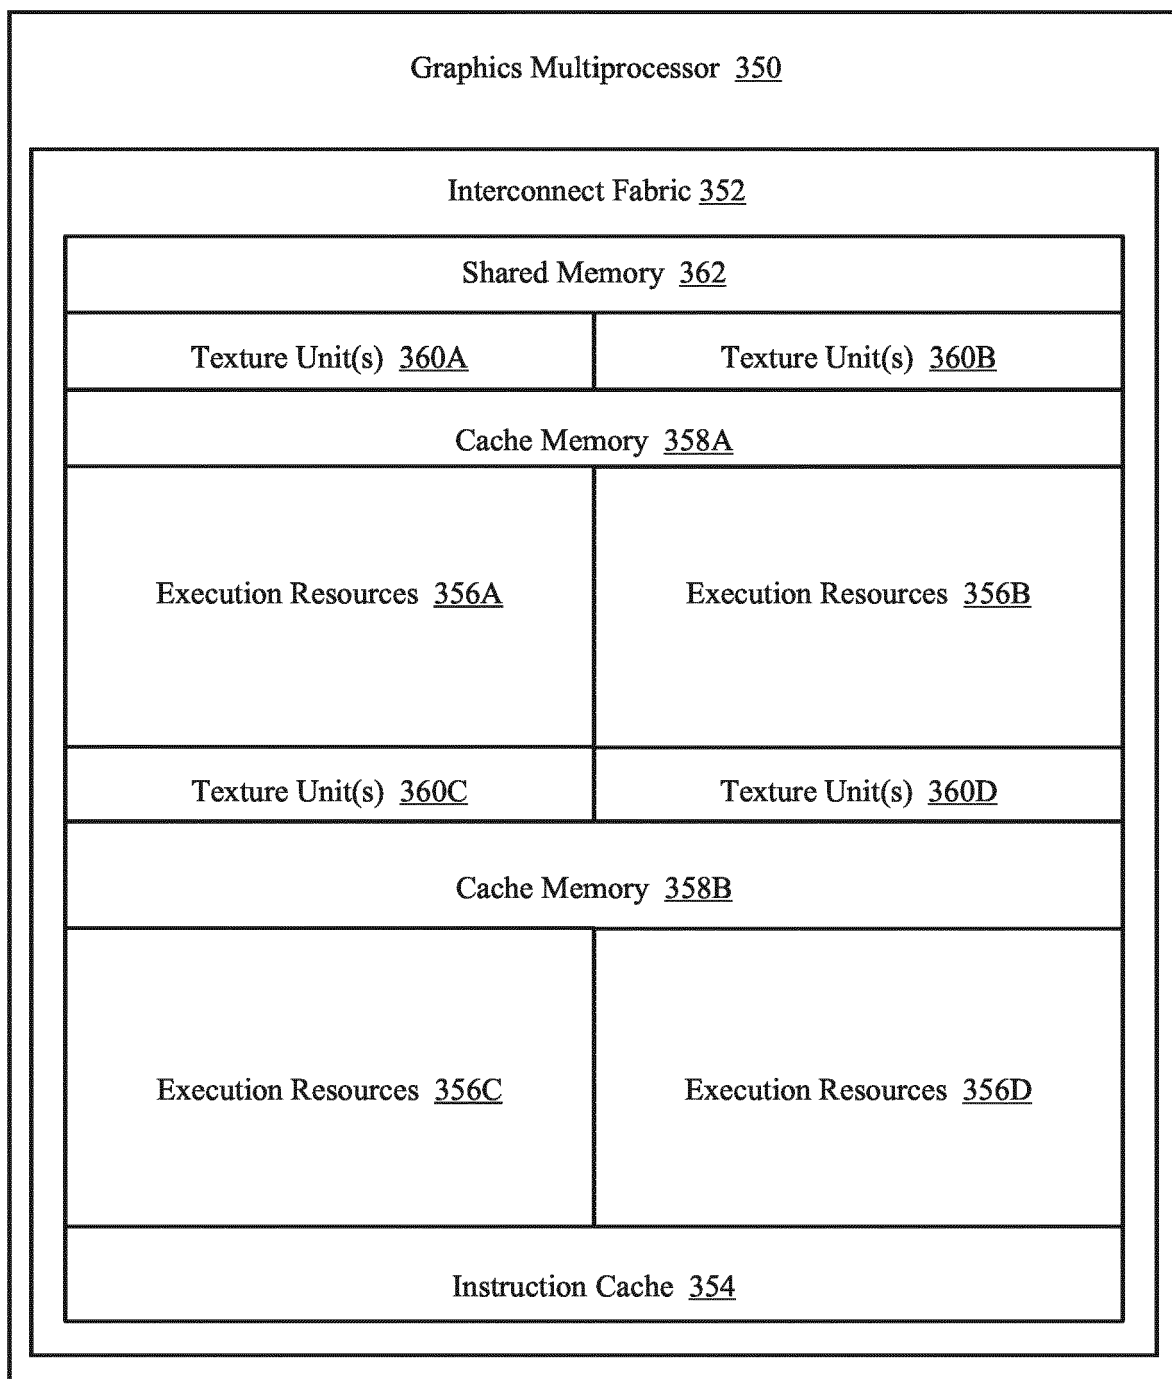 Graphics Multiprocessor 350
Interconnect Fabric 352
Shared Memory 362
Texture Unit(s) 360A
Texture Unit(s) 360B
Cache Memory 358A
Execution Resources 356A
Execution Resources 356B
Texture Unit(s) 360C
Texture Unit(s) 360D
Cache Memory 358B
Execution Resources 356C
Execution Resources 356D
Instruction Cache 354